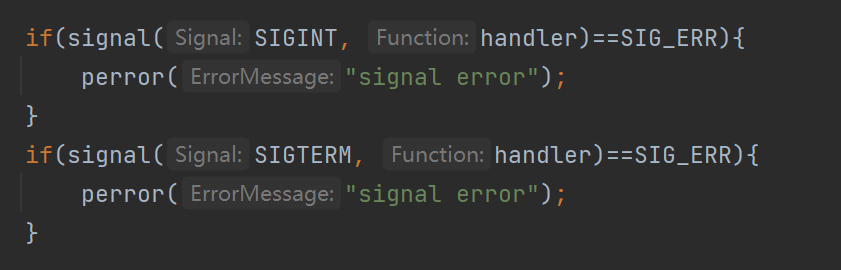 if(signal( Signal: SIGINT, Function: handler)==SIG_ERR){
    perror( ErrorMessage: "signal error");
}
if(signal( Signal: SIGTERM, Function: handler)==SIG_ERR){
    perror( ErrorMessage: "signal error");
}